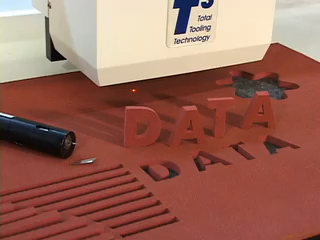 T3
Total
Tooling
Technology
DATA
DATA